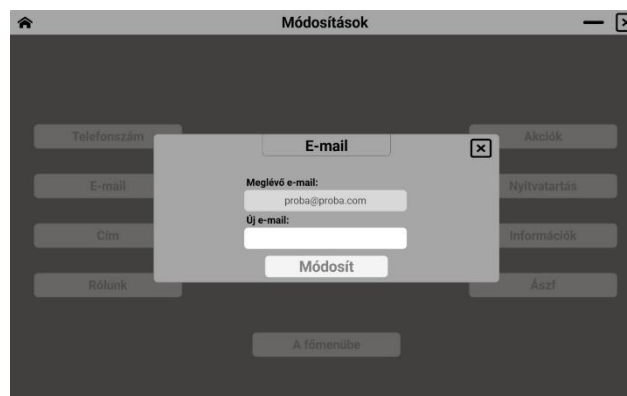 Módosítások
Telefonszám
Akciók
E-mail
E-mail
Nyitvatartás
Meglévő e-mail:
proba@proba.com
Új e-mail:
Cím
Információk
Módosít
Rólunk
Ászf
A főmenübe